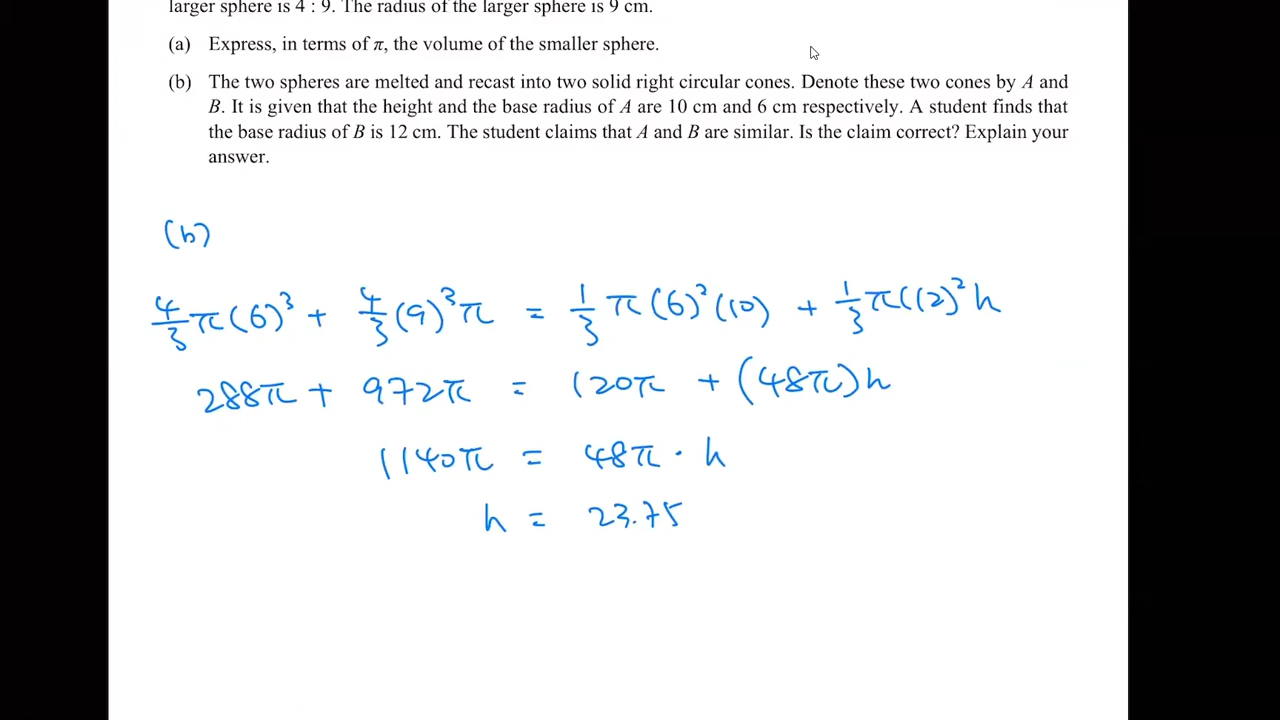 larger sphere is 4 : 9. The radius of the larger sphere is 9 cm.
(a) Express, in terms of π, the volume of the smaller sphere.
(b) The two spheres are melted and recast into two solid right circular cones. Denote these two cones by A and
B. It is given that the height and the base radius of A are 10 cm and 6 cm respectively. A student finds that
the base radius of B is 12 cm. The student claims that A and B are similar. Is the claim correct? Explain your
answer.
(b)
4/3 π(6)³ + 4/3 (9)³π = 1/3 π(6)²(10) + 1/3 π(12)²h
288π + 972π = 120π + (48π)h
1140π = 48π · h
h = 23.75